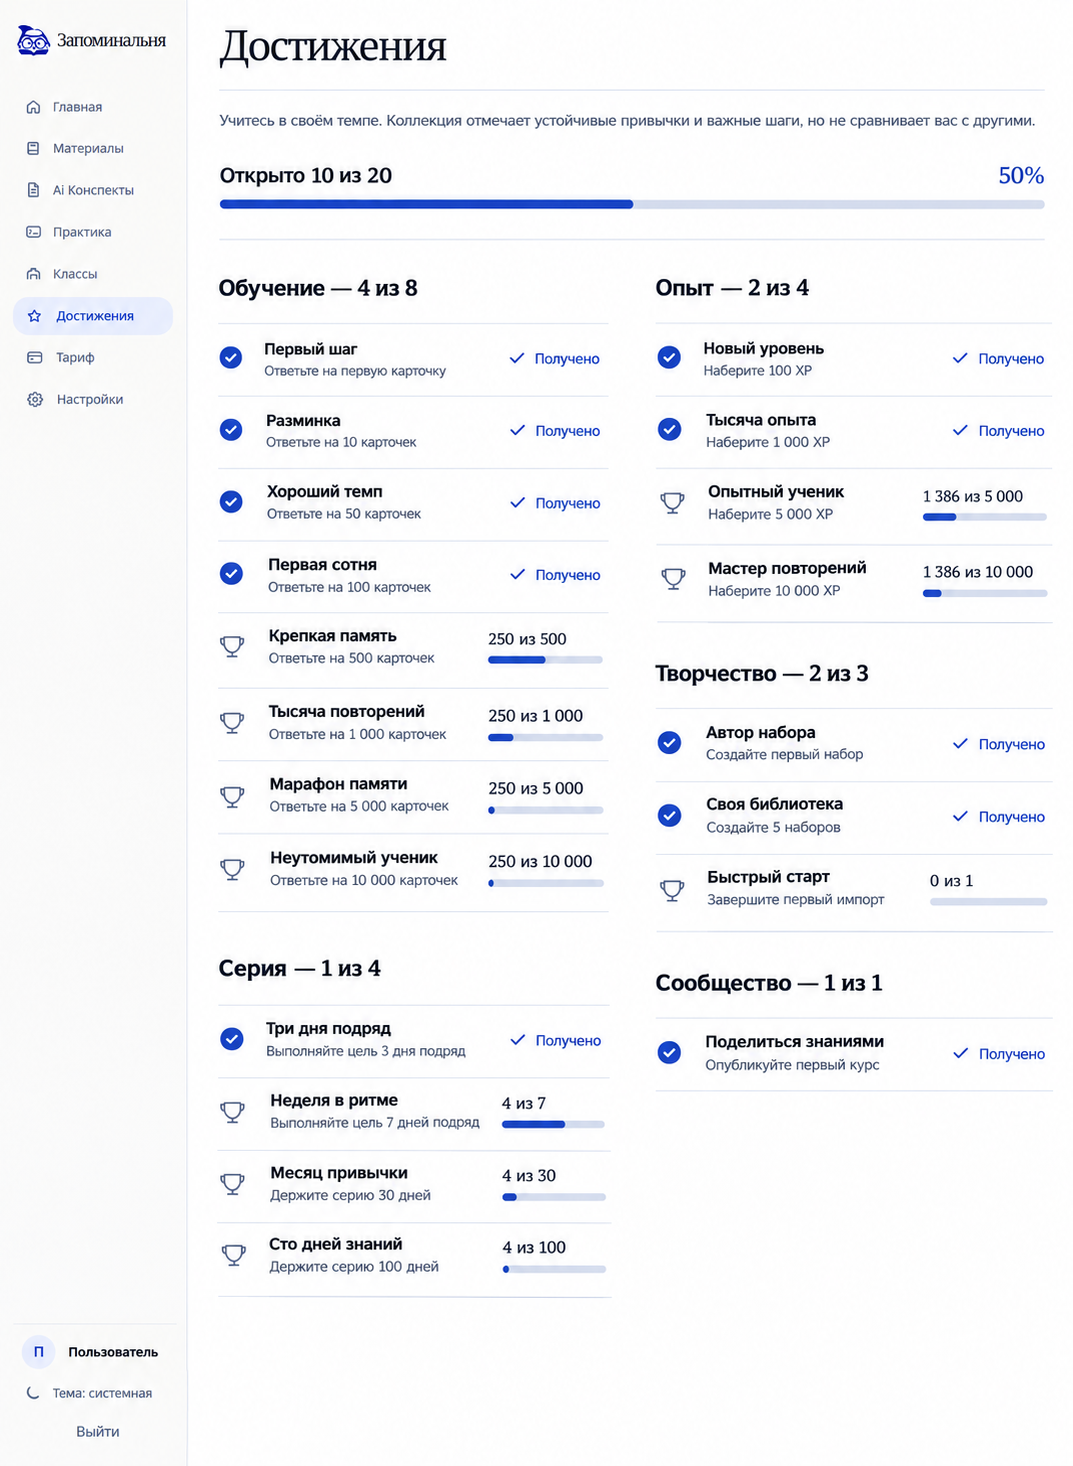 Запоминальня
Главная
Материалы
Ai Конспекты
Практика
Классы
Достижения
Тариф
Настройки
П
Пользователь
Тема: системная
Выйти
Достижения
Учитесь в своём темпе. Коллекция отмечает устойчивые привычки и важные шаги, но не сравнивает вас с другими.
Открыто 10 из 20
50%
Обучение — 4 из 8
Первый шаг
Ответьте на первую карточку
Получено
Разминка
Ответьте на 10 карточек
Получено
Хороший темп
Ответьте на 50 карточек
Получено
Первая сотня
Ответьте на 100 карточек
Получено
Крепкая память
Ответьте на 500 карточек
250 из 500
Тысяча повторений
Ответьте на 1 000 карточек
250 из 1 000
Марафон памяти
Ответьте на 5 000 карточек
250 из 5 000
Неутомимый ученик
Ответьте на 10 000 карточек
250 из 10 000
Серия — 1 из 4
Три дня подряд
Выполняйте цель 3 дня подряд
Получено
Неделя в ритме
Выполняйте цель 7 дней подряд
4 из 7
Месяц привычки
Держите серию 30 дней
4 из 30
Сто дней знаний
Держите серию 100 дней
4 из 100
Опыт — 2 из 4
Новый уровень
Наберите 100 XP
Получено
Тысяча опыта
Наберите 1 000 XP
Получено
Опытный ученик
Наберите 5 000 XP
1 386 из 5 000
Мастер повторений
Наберите 10 000 XP
1 386 из 10 000
Творчество — 2 из 3
Автор набора
Создайте первый набор
Получено
Своя библиотека
Создайте 5 наборов
Получено
Быстрый старт
Завершите первый импорт
0 из 1
Сообщество — 1 из 1
Поделиться знаниями
Опубликуйте первый курс
Получено